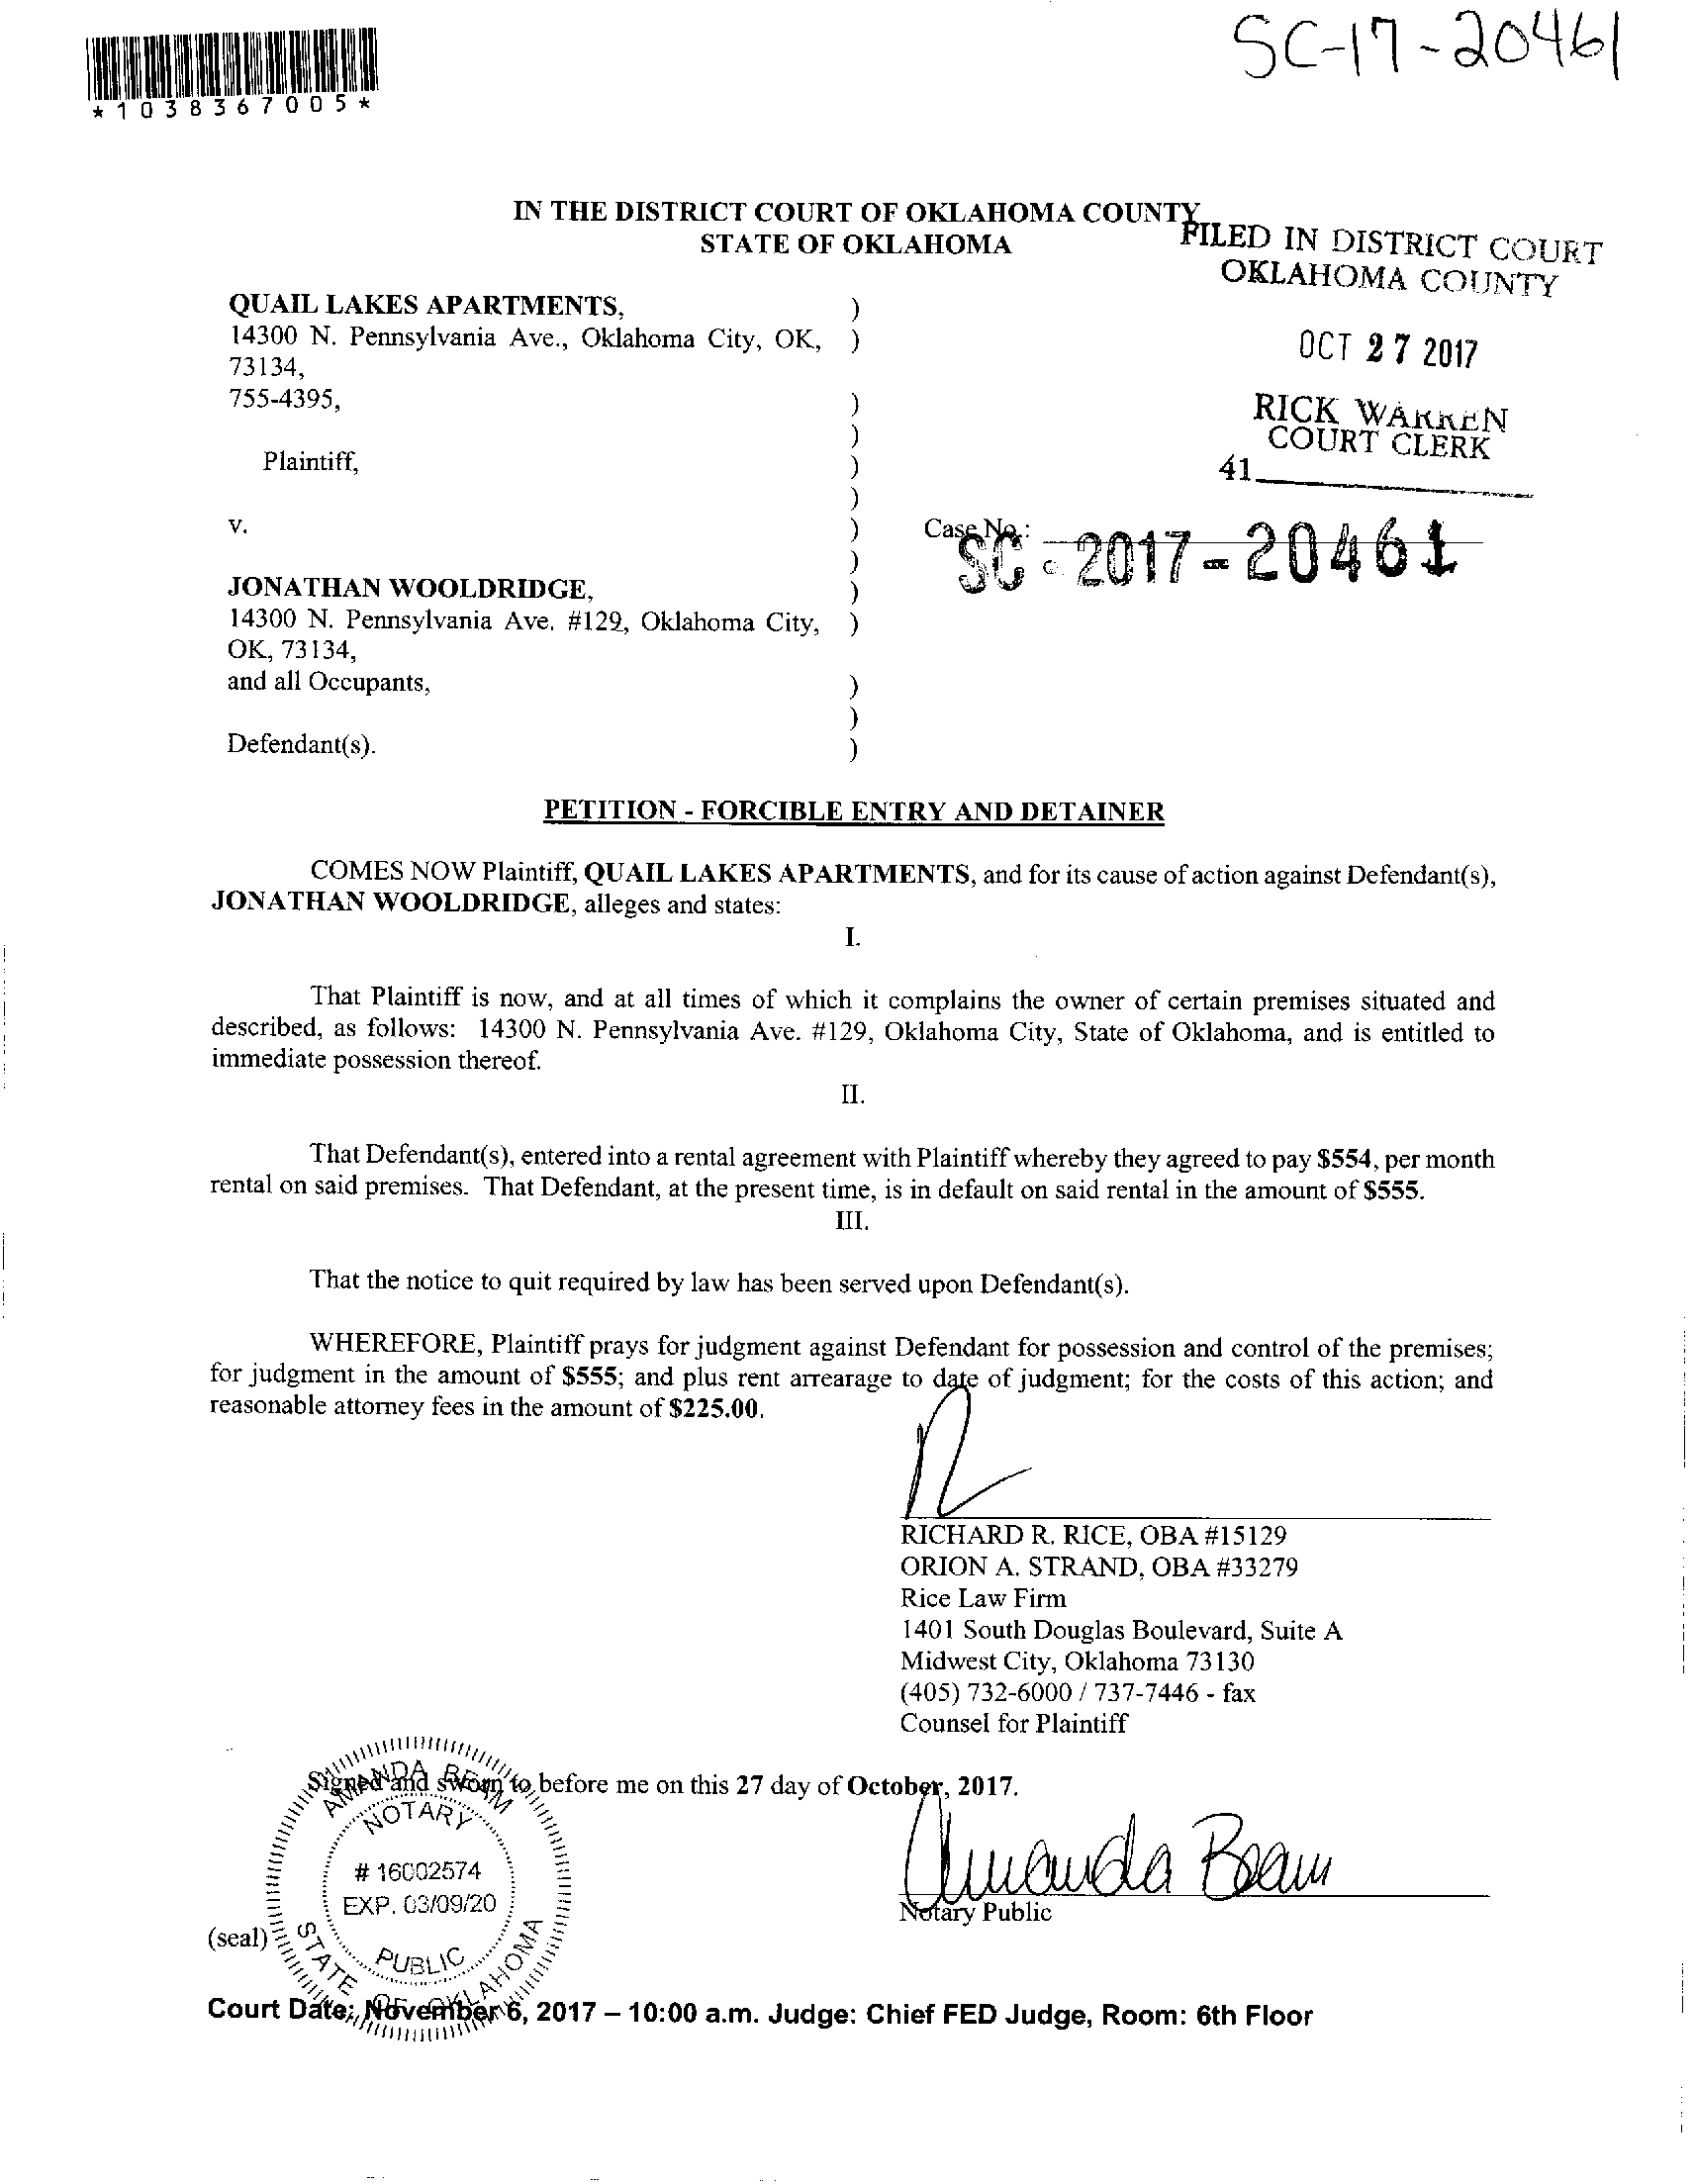 SC-17-20461
*1038367005*
IN THE DISTRICT COURT OF OKLAHOMA COUNTY
STATE OF OKLAHOMA
FILED IN DISTRICT COURT
OKLAHOMA COUNTY
OCT 27 2017
RICK WARREN
COURT CLERK
41
QUAIL LAKES APARTMENTS, )
14300 N. Pennsylvania Ave., Oklahoma City, OK, )
73134,
755-4395, )
)
Plaintiff, )
)
v. )
Case No.: SC - 2017 - 20461
)
JONATHAN WOOLDRIDGE, )
14300 N. Pennsylvania Ave. #129, Oklahoma City, )
OK, 73134,
and all Occupants, )
)
Defendant(s). )
PETITION - FORCIBLE ENTRY AND DETAINER
COMES NOW Plaintiff, QUAIL LAKES APARTMENTS, and for its cause of action against Defendant(s),
JONATHAN WOOLDRIDGE, alleges and states:
I.
That Plaintiff is now, and at all times of which it complains the owner of certain premises situated and
described, as follows: 14300 N. Pennsylvania Ave. #129, Oklahoma City, State of Oklahoma, and is entitled to
immediate possession thereof.
II.
That Defendant(s), entered into a rental agreement with Plaintiff whereby they agreed to pay $554, per month
rental on said premises. That Defendant, at the present time, is in default on said rental in the amount of $555.
III.
That the notice to quit required by law has been served upon Defendant(s).
WHEREFORE, Plaintiff prays for judgment against Defendant for possession and control of the premises;
for judgment in the amount of $555; and plus rent arrearage to date of judgment; for the costs of this action; and
reasonable attorney fees in the amount of $225.00.
RICHARD R. RICE, OBA #15129
ORION A. STRAND, OBA #33279
Rice Law Firm
1401 South Douglas Boulevard, Suite A
Midwest City, Oklahoma 73130
(405) 732-6000 / 737-7446 - fax
Counsel for Plaintiff
Signed and sworn to before me on this 27 day of October, 2017.
Amanda Beam
Notary Public
AMANDA BEAM
NOTARY
# 16002574
EXP. 03/09/20
PUBLIC
STATE OF OKLAHOMA
(seal)
Court Date: November 6, 2017 – 10:00 a.m. Judge: Chief FED Judge, Room: 6th Floor